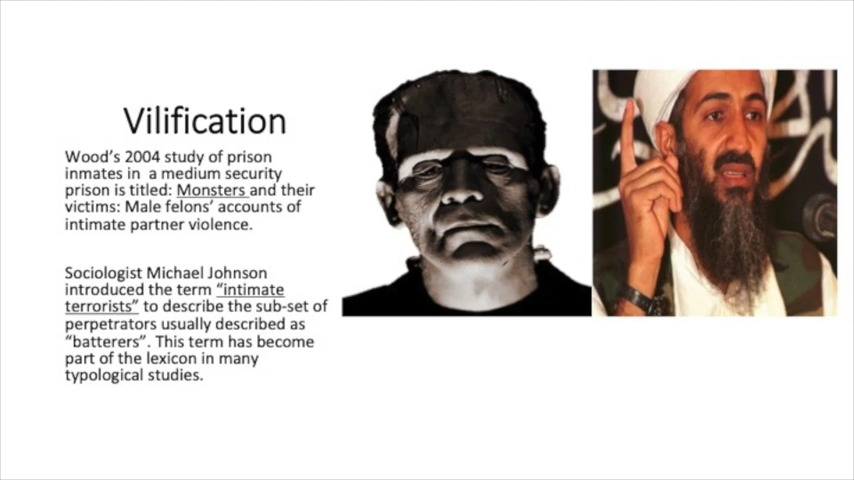 Vilification
Wood's 2004 study of prison
inmates in a medium security
prison is titled: Monsters and their
victims: Male felons' accounts of
intimate partner violence.
Sociologist Michael Johnson
introduced the term “intimate
terrorists” to describe the sub-set of
perpetrators usually described as
“batterers”. This term has become
part of the lexicon in many
typological studies.